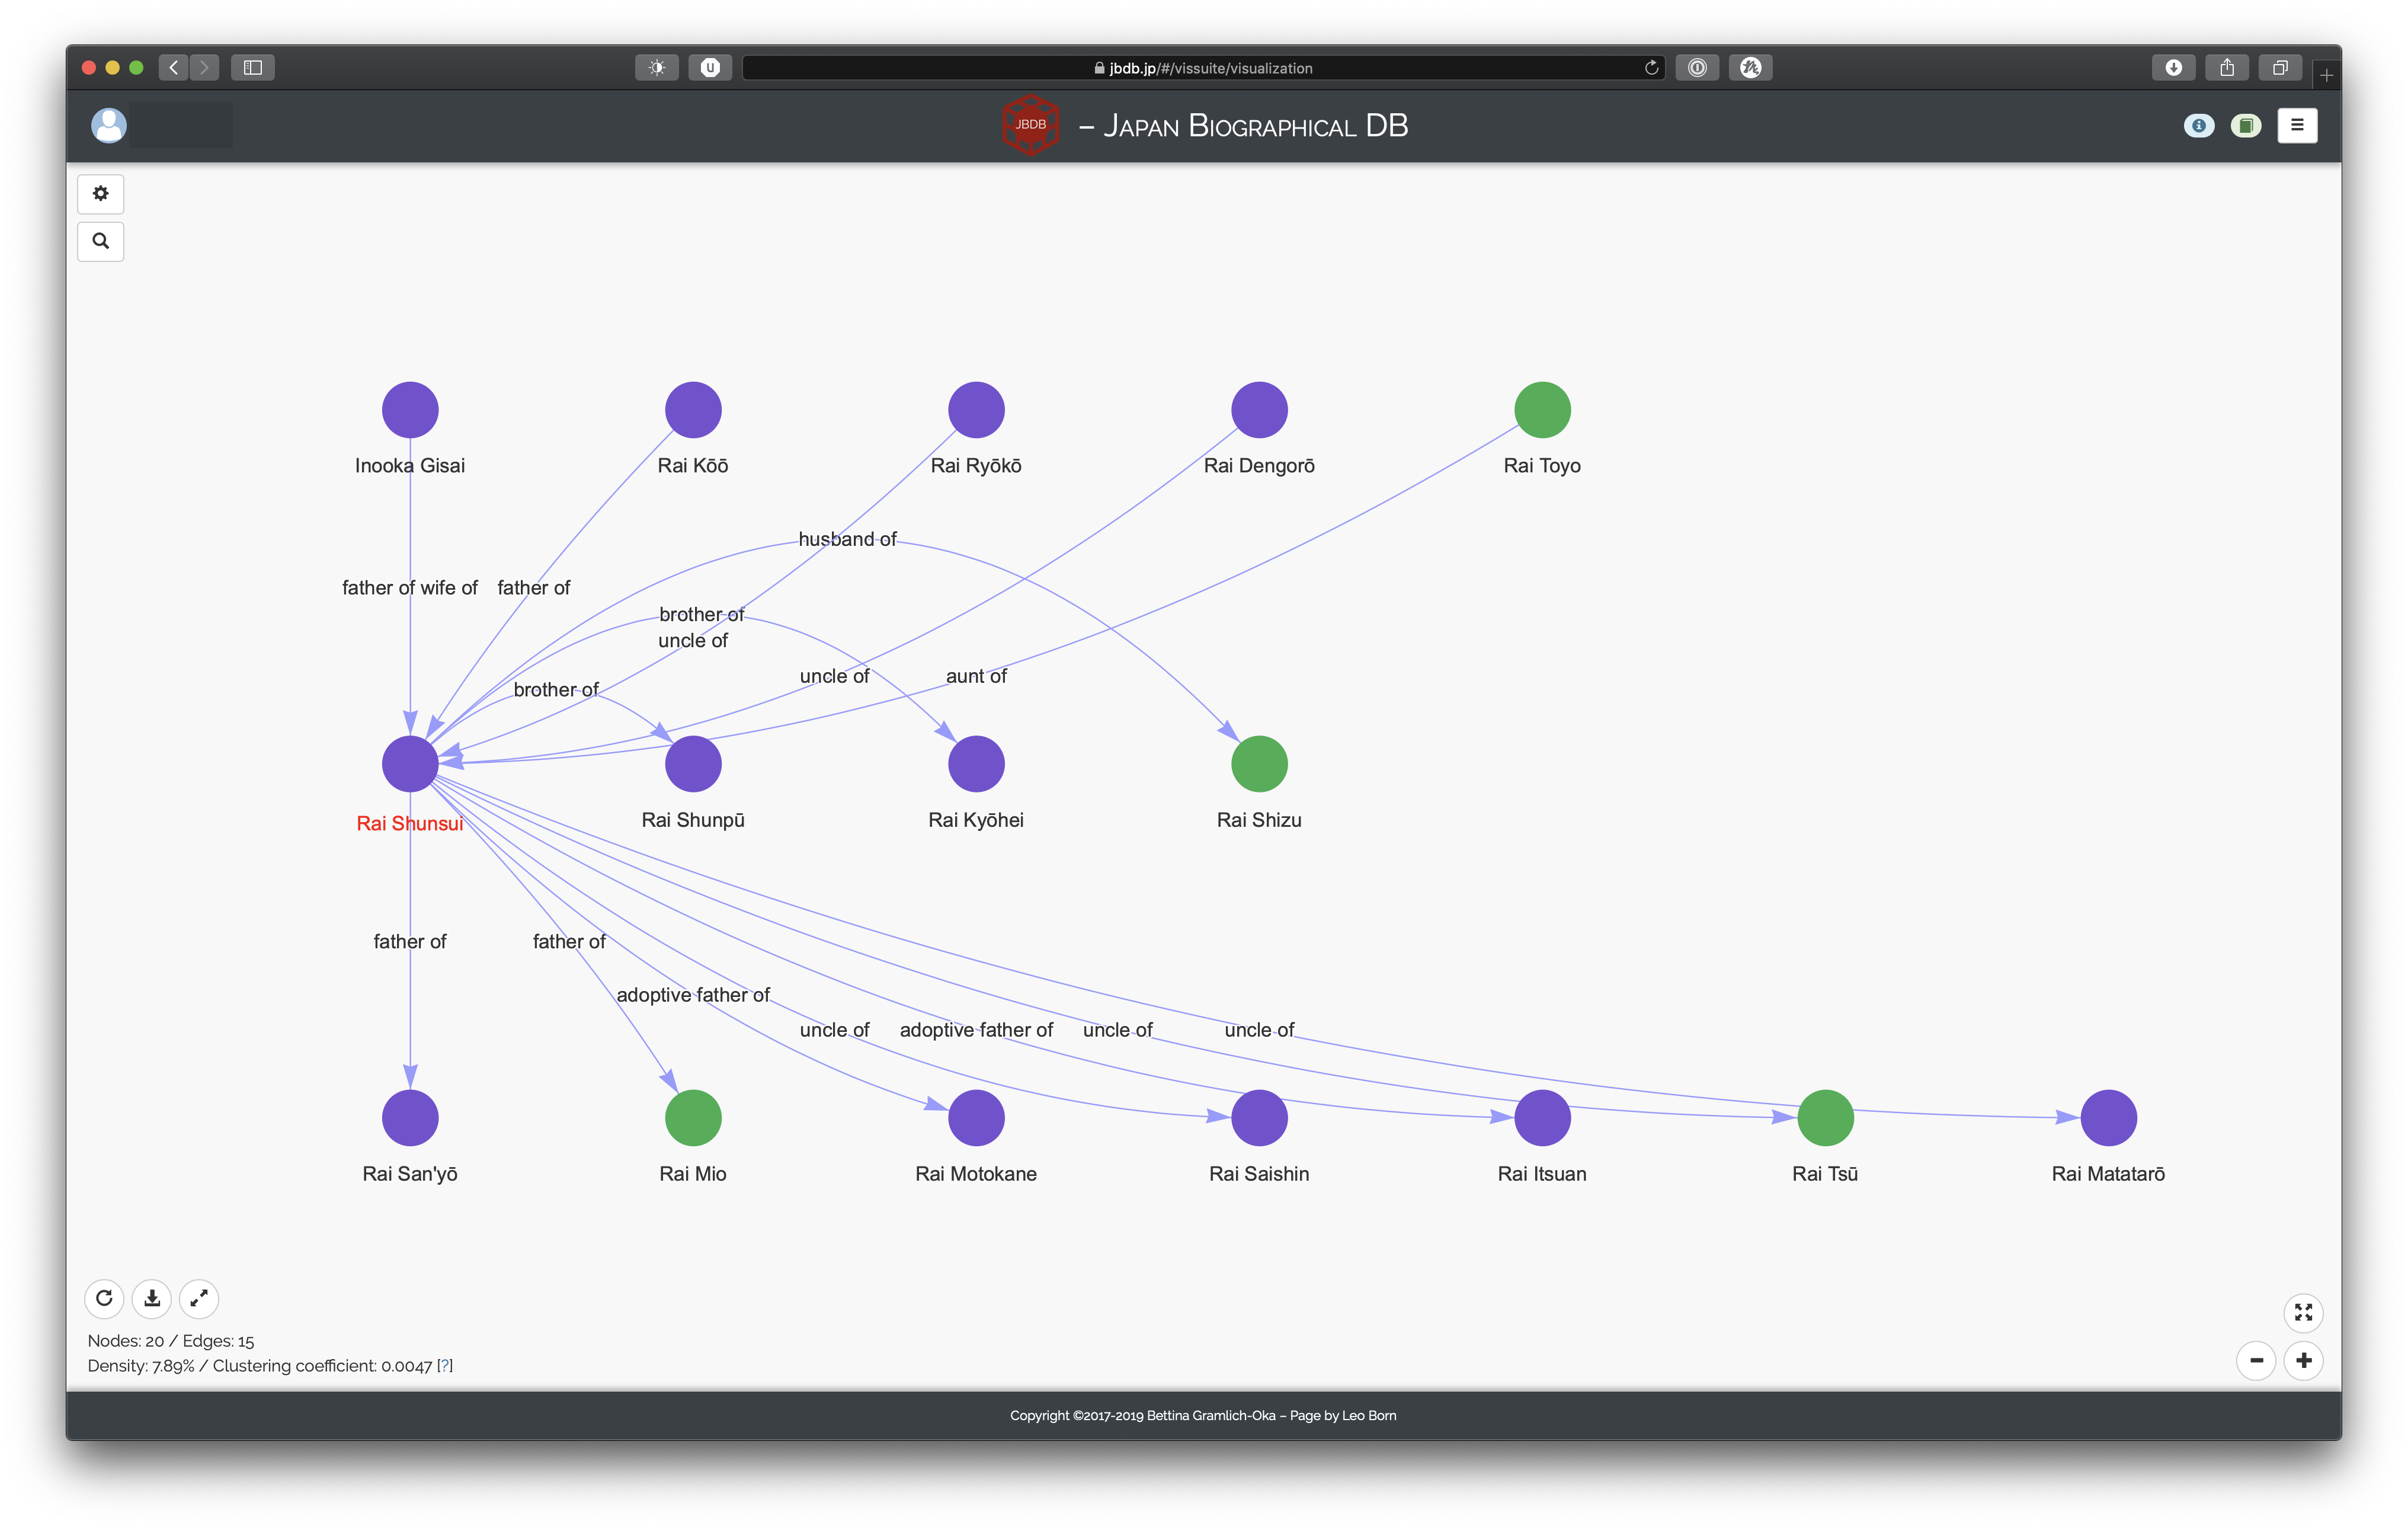 jbdb.jp/#/vissuite/visualization
JBDB
– Japan Biographical DB
Inooka Gisai
Rai Kōō
Rai Ryōkō
Rai Dengorō
Rai Toyo
husband of
father of wife of
father of
brother of
uncle of
uncle of
aunt of
brother of
Rai Shunsui
Rai Shunpū
Rai Kyōhei
Rai Shizu
father of
father of
adoptive father of
uncle of
adoptive father of
uncle of
uncle of
Rai San'yō
Rai Mio
Rai Motokane
Rai Saishin
Rai Itsuan
Rai Tsū
Rai Matatarō
Nodes: 20 / Edges: 15
Density: 7.89% / Clustering coefficient: 0.0047 [?]
Copyright ©2017-2019 Bettina Gramlich-Oka – Page by Leo Born